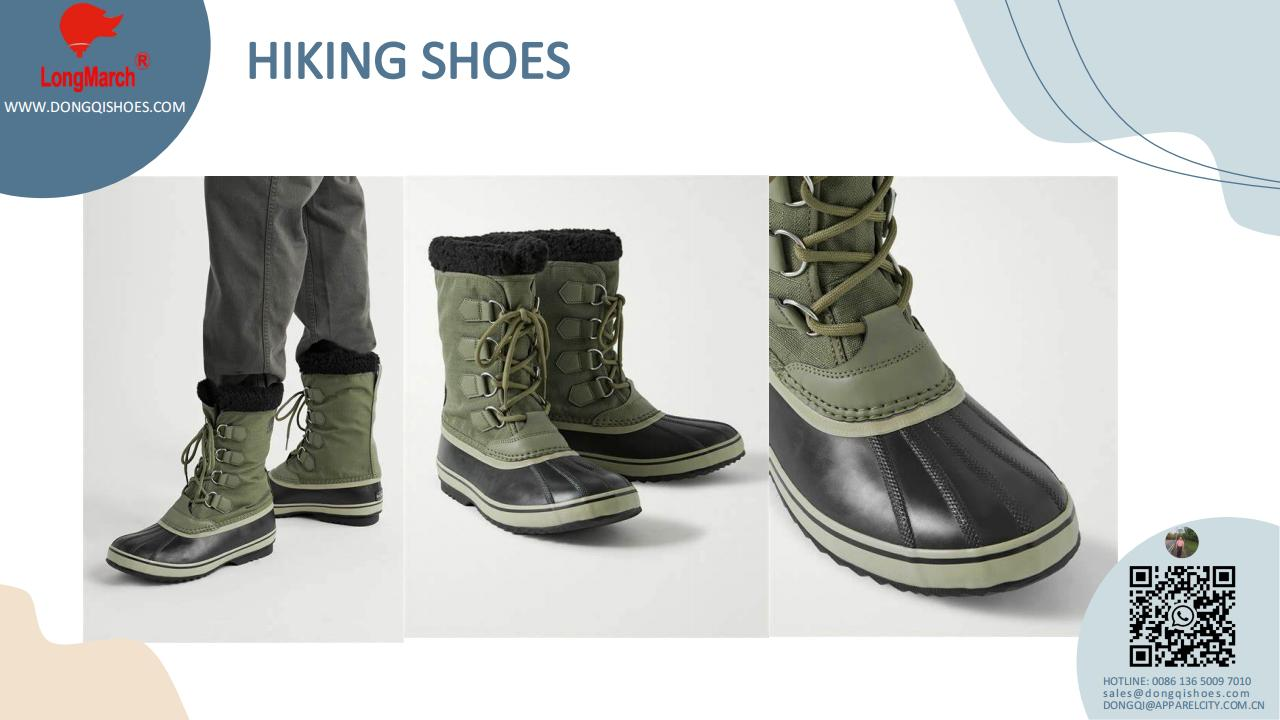 LongMarch®
WWW.DONGQISHOES.COM
HIKING SHOES
HOTLINE: 0086 136 5009 7010
sales@dongqishoes.com
DONGQI@APPARELCITY.COM.CN